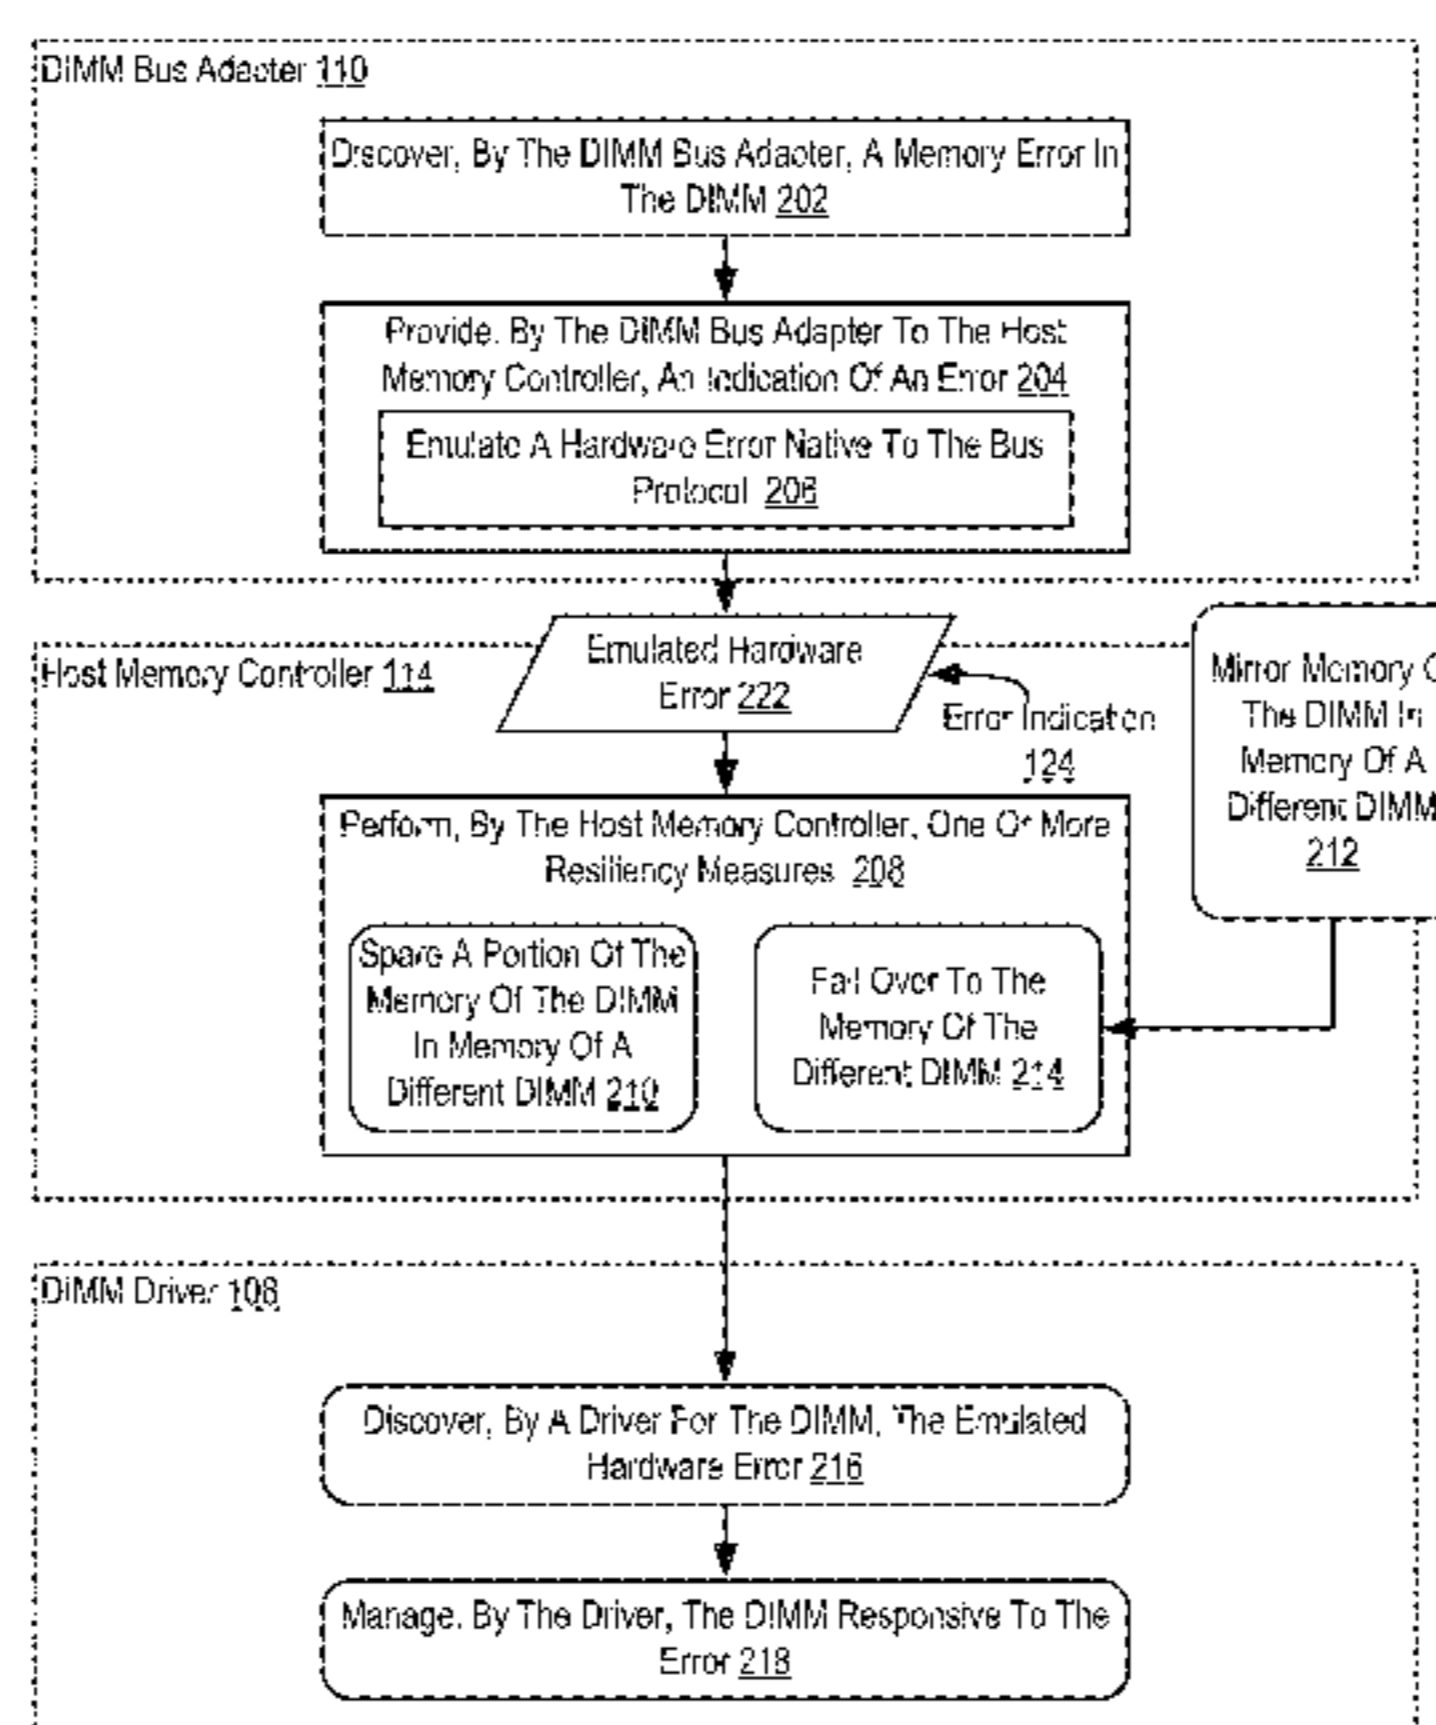 DIMM Bus Adapter 110
Discover, By The DIMM Bus Adapter, A Memory Error In
The DIMM 202
Provide, By The DIMM Bus Adapter To The Host
Memory Controller, An Indication Of An Error 204
Emulate A Hardware Error Native To The Bus
Protocol 206
Emulated Hardware
Error 222
Host Memory Controller 114
Error Indication
124
Mirror Memory O
The DIMM In
Memory Of A
Different DIMM
212
Perform, By The Host Memory Controller, One Or More
Resiliency Measures 208
Spare A Portion Of The
Memory Of The DIMM
In Memory Of A
Different DIMM 210
Fail Over To The
Memory Of The
Different DIMM 214
DIMM Driver 108
Discover, By A Driver For The DIMM, The Emulated
Hardware Error 216
Manage, By The Driver, The DIMM Responsive To The
Error 218